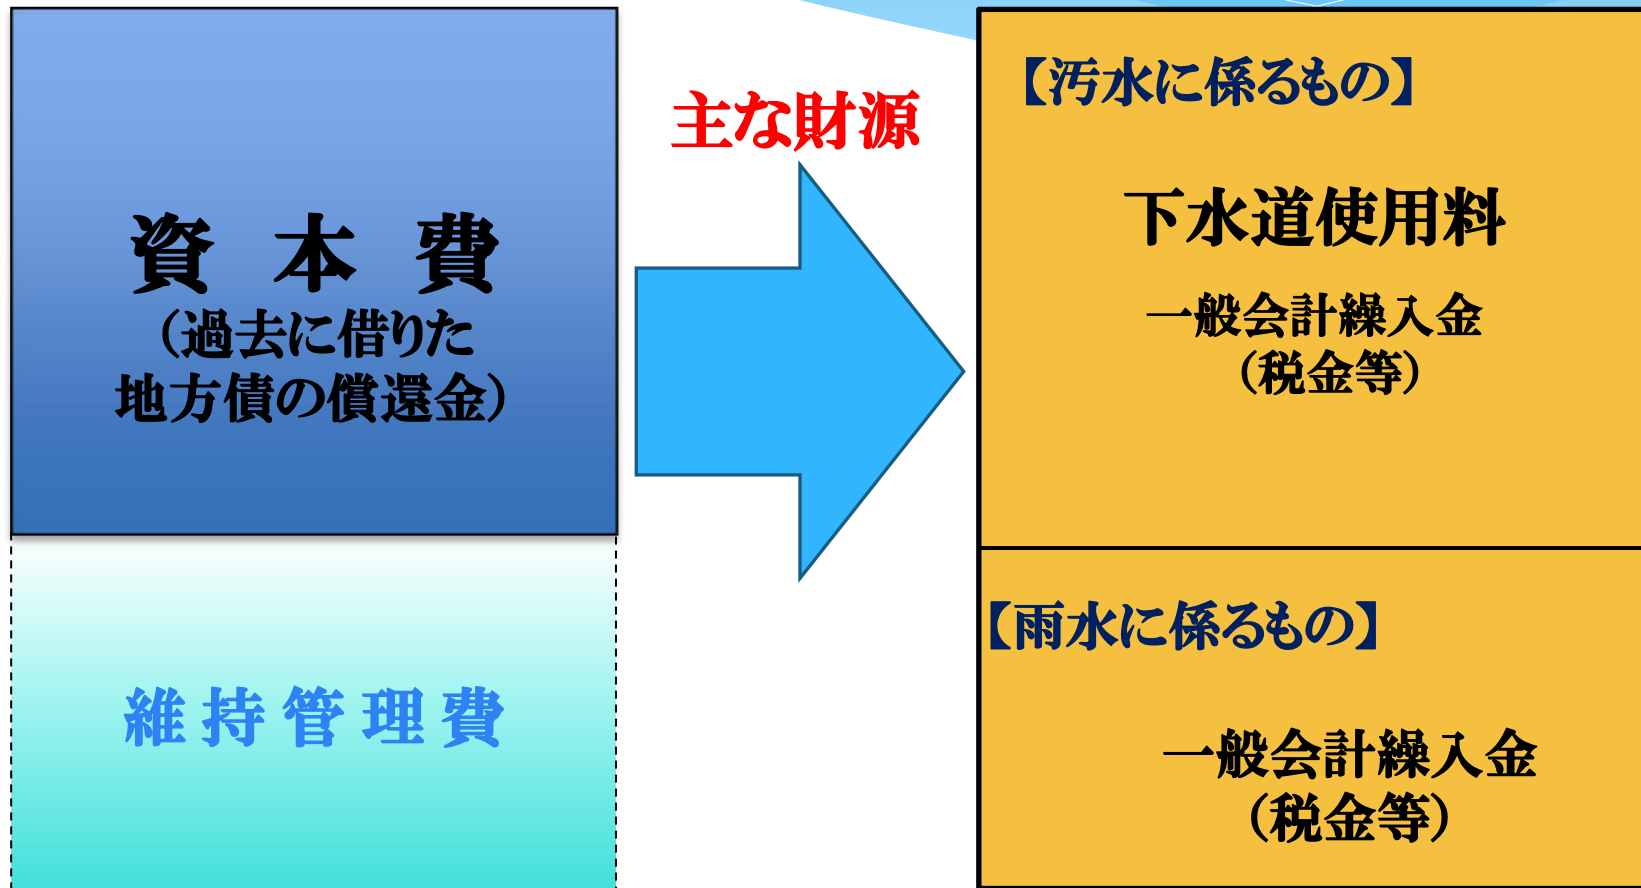 資 本 費
（過去に借りた
地方債の償還金）
維 持 管 理 費
主な財源
【汚水に係るもの】
下水道使用料
一般会計繰入金
（税金等）
【雨水に係るもの】
一般会計繰入金
（税金等）